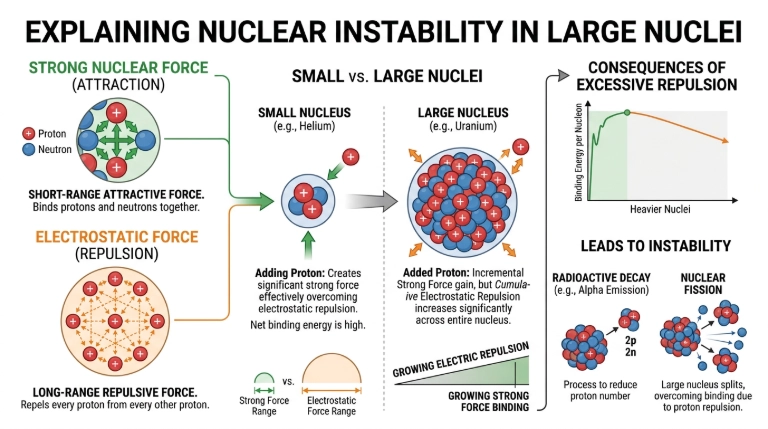 EXPLAINING NUCLEAR INSTABILITY IN LARGE NUCLEI
STRONG NUCLEAR FORCE
(ATTRACTION)
Proton
Neutron
SHORT-RANGE ATTRACTIVE FORCE.
Binds protons and neutrons together.
ELECTROSTATIC FORCE
(REPULSION)
LONG-RANGE REPULSIVE FORCE.
Repels every proton from every other proton.
SMALL vs. LARGE NUCLEI
SMALL NUCLEUS
(e.g., Helium)
Adding Proton: Creates
significant strong force
effectively overcoming
electrostatic repulsion.
Net binding energy is high.
vs.
Strong Force
Range
Electrostatic
Force Range
LARGE NUCLEUS
(e.g., Uranium)
Added Proton: Incremental
Strong Force gain, but Cumula-
ive Electrostatic Repulsion
increases significantly
across entire nucleus.
GROWING ELECTRIC REPULSION
GROWING STRONG
FORCE BINDING
CONSEQUENCES OF
EXCESSIVE REPULSION
Binding Energy per Nucleon
Heavier Nuclei
LEADS TO INSTABILITY
RADIOACTIVE DECAY
(e.g., Alpha Emission)
2p
2n
Process to reduce
proton number
NUCLEAR
FISSION
Large nucleus splits,
overcoming binding due
to proton repulsion.